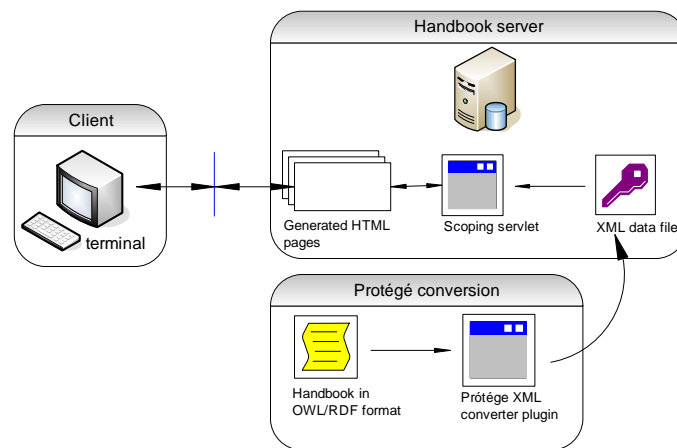 Handbook server
Client
terminal
Generated HTML
pages
Scoping servlet
XML data file
Protégé conversion
Handbook in
OWL/RDF format
Prótége XML
converter plugin